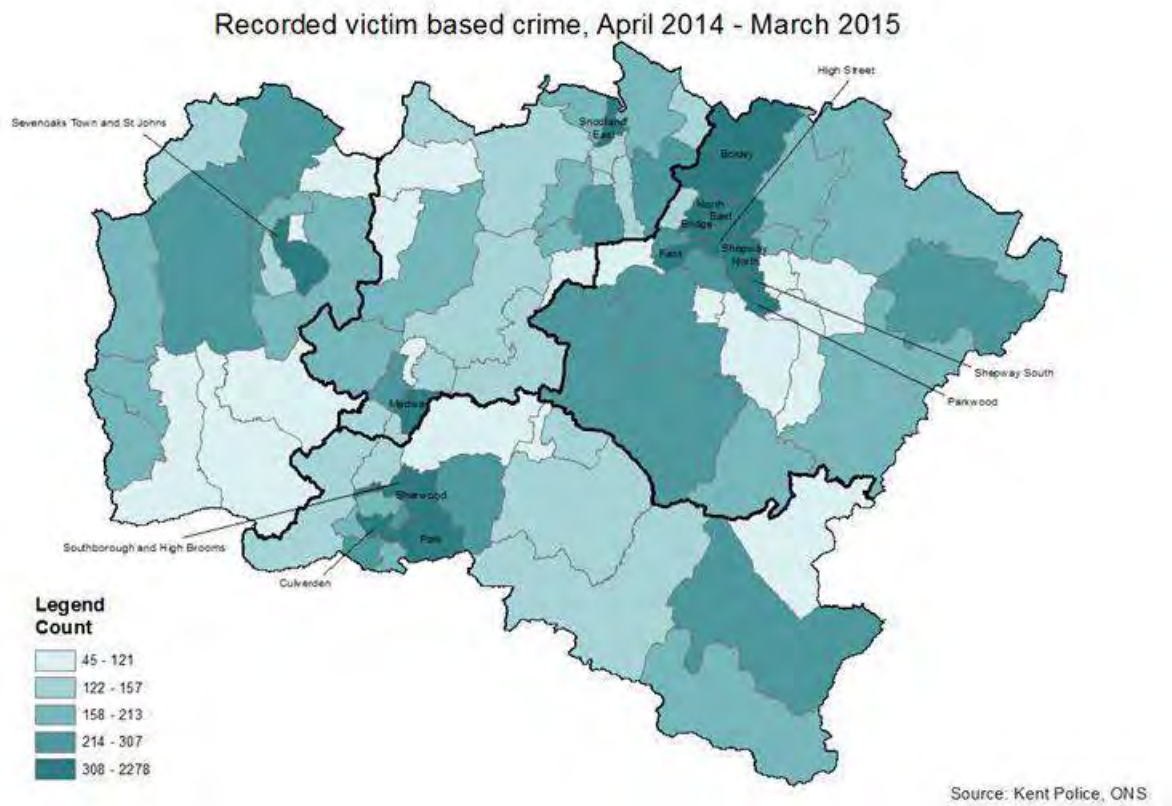 Recorded victim based crime, April 2014 - March 2015
High Street
Sevenoaks Town and St Johns
Snodland
East
Boxley
North
East
Bridge
Shepway
North
East
Shepway South
Parkwood
Medway
Sherwood
Park
Southborough and High Brooms
Culverden
Legend
Count
45 - 121
122 - 157
158 - 213
214 - 307
308 - 2278
Source: Kent Police, ONS